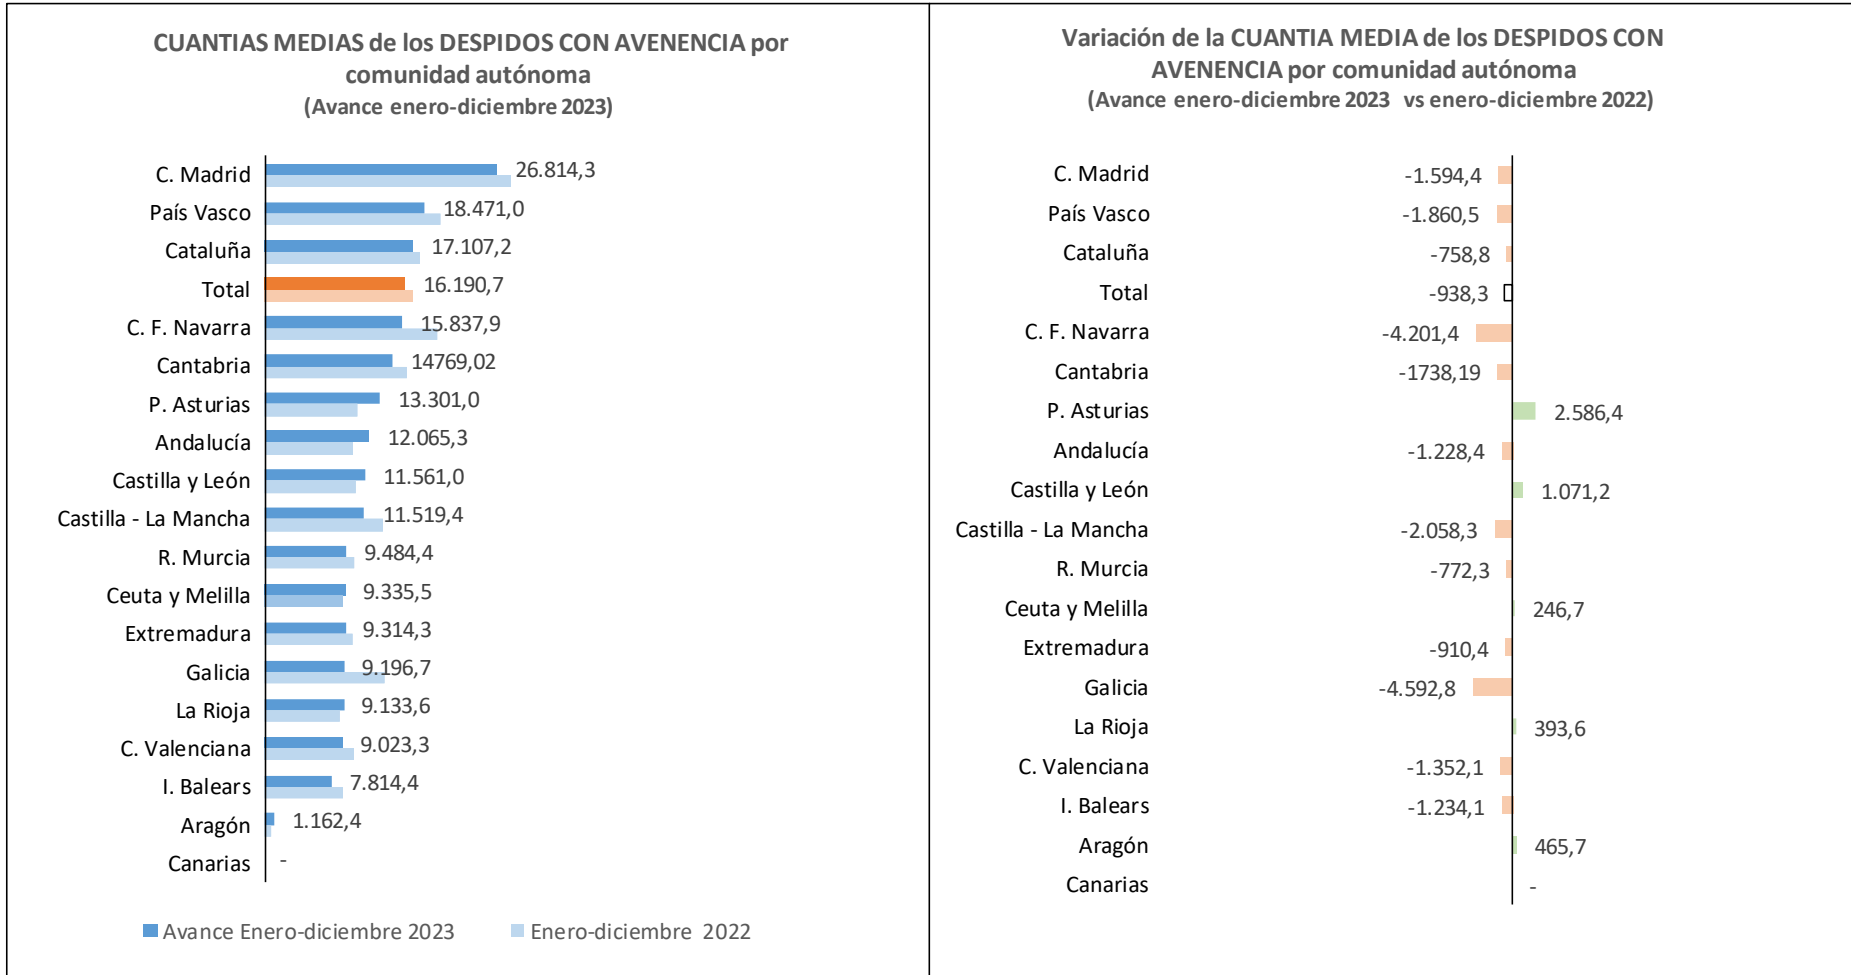 CUANTIAS MEDIAS de los DESPIDOS CON AVENENCIA por
comunidad autónoma
(Avance enero-diciembre 2023)
C. Madrid 26.814,3
País Vasco 18.471,0
Cataluña 17.107,2
Total 16.190,7
C. F. Navarra 15.837,9
Cantabria 14769,02
P. Asturias 13.301,0
Andalucía 12.065,3
Castilla y León 11.561,0
Castilla - La Mancha 11.519,4
R. Murcia 9.484,4
Ceuta y Melilla 9.335,5
Extremadura 9.314,3
Galicia 9.196,7
La Rioja 9.133,6
C. Valenciana 9.023,3
I. Balears 7.814,4
Aragón 1.162,4
Canarias -
Avance Enero-diciembre 2023 Enero-diciembre 2022
Variación de la CUANTIA MEDIA de los DESPIDOS CON
AVENENCIA por comunidad autónoma
(Avance enero-diciembre 2023 vs enero-diciembre 2022)
C. Madrid -1.594,4
País Vasco -1.860,5
Cataluña -758,8
Total -938,3
C. F. Navarra -4.201,4
Cantabria -1738,19
P. Asturias 2.586,4
Andalucía -1.228,4
Castilla y León 1.071,2
Castilla - La Mancha -2.058,3
R. Murcia -772,3
Ceuta y Melilla 246,7
Extremadura -910,4
Galicia -4.592,8
La Rioja 393,6
C. Valenciana -1.352,1
I. Balears -1.234,1
Aragón 465,7
Canarias -